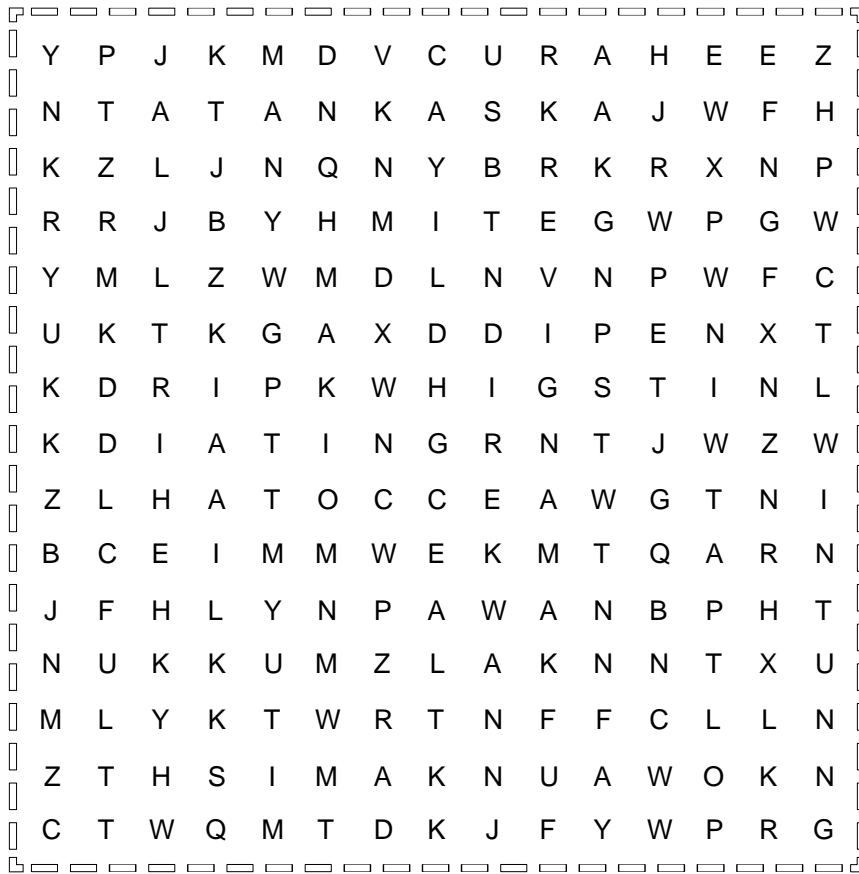 Y P J K M D V C U R A H E E Z
N T A T A N K A S K A J W F H
K Z L J N Q N Y B R K R X N P
R R J B Y H M I T E G W P G W
Y M L Z W M D L N V N P W F C
U K T K G A X D D I P E N X T
K D R I P K W H I G S T I N L
K D I A T I N G R N T J W Z W
Z L H A T O C C E A W G T N I
B C E I M M W E K M T Q A R N
J F H L Y N P A W A N B P H T
N U K K U M Z L A K N N T X U
M L Y K T W R T N F F C L L N
Z T H S I M A K N U A W O K N
C T W Q M T D K J F Y W P R G